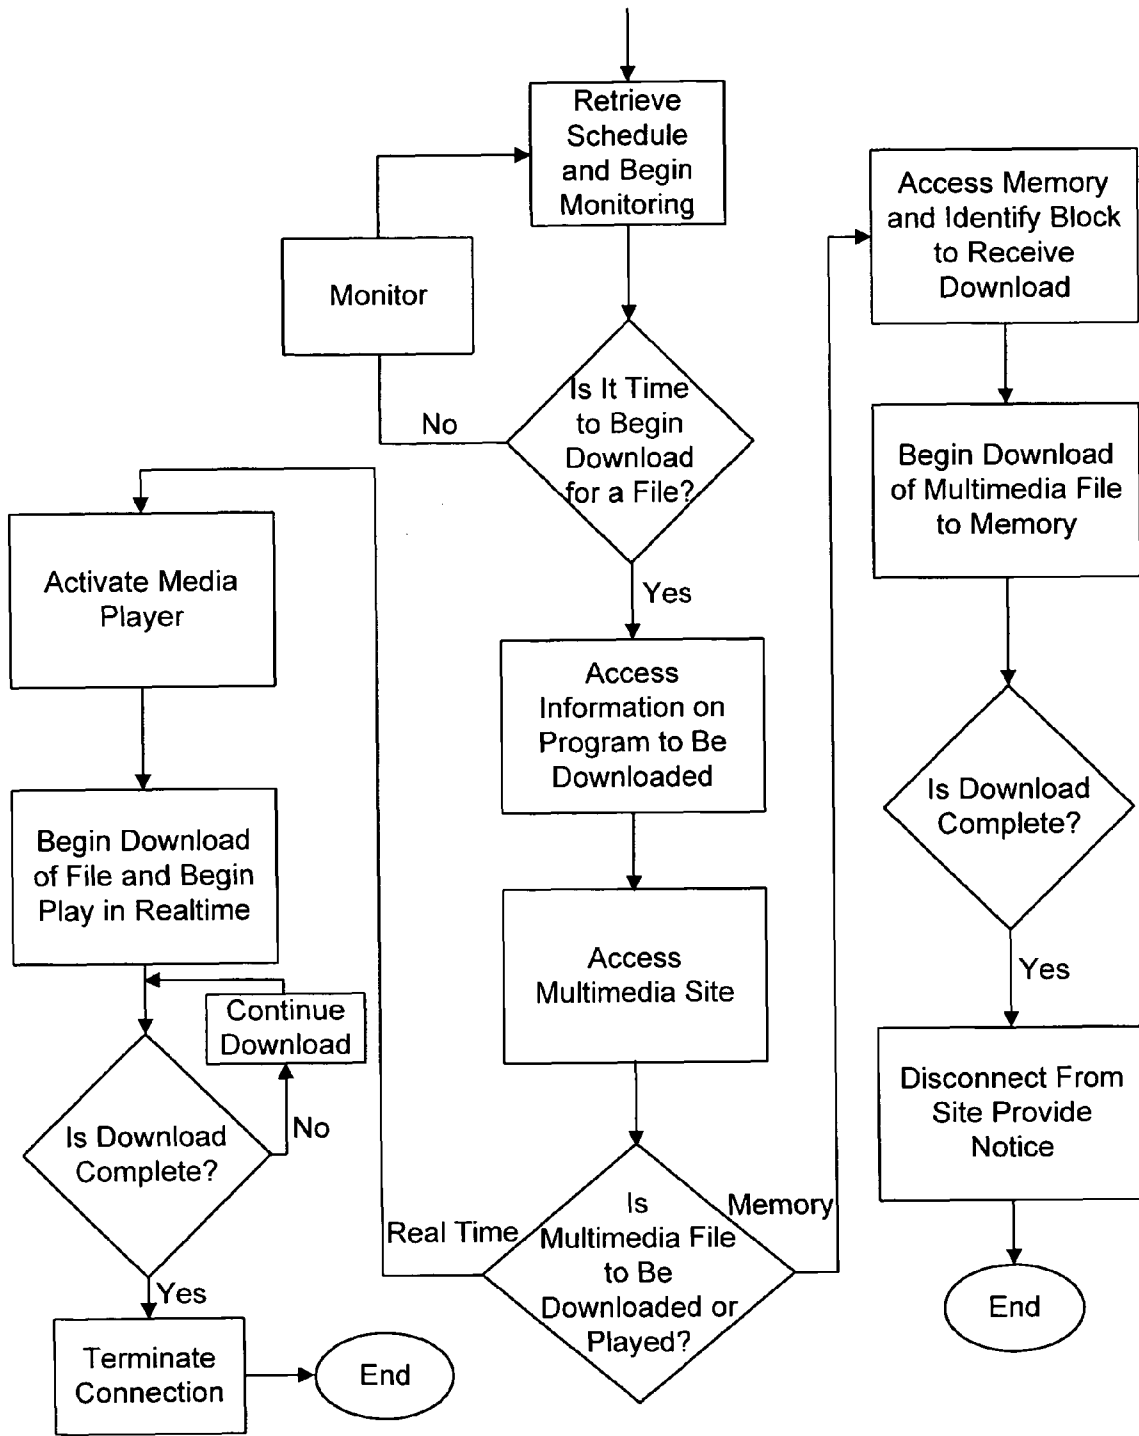 Retrieve
Schedule
and Begin
Monitoring
Monitor
Is It Time
to Begin
Download
for a File?
No
Yes
Access
Information on
Program to Be
Downloaded
Access
Multimedia Site
Is
Multimedia File
to Be
Downloaded or
Played?
Real Time
Memory
Activate Media
Player
Begin Download
of File and Begin
Play in Realtime
Continue
Download
No
Is Download
Complete?
Yes
Terminate
Connection
End
Access Memory
and Identify Block
to Receive
Download
Begin Download
of Multimedia File
to Memory
Is Download
Complete?
Yes
Disconnect From
Site Provide
Notice
End